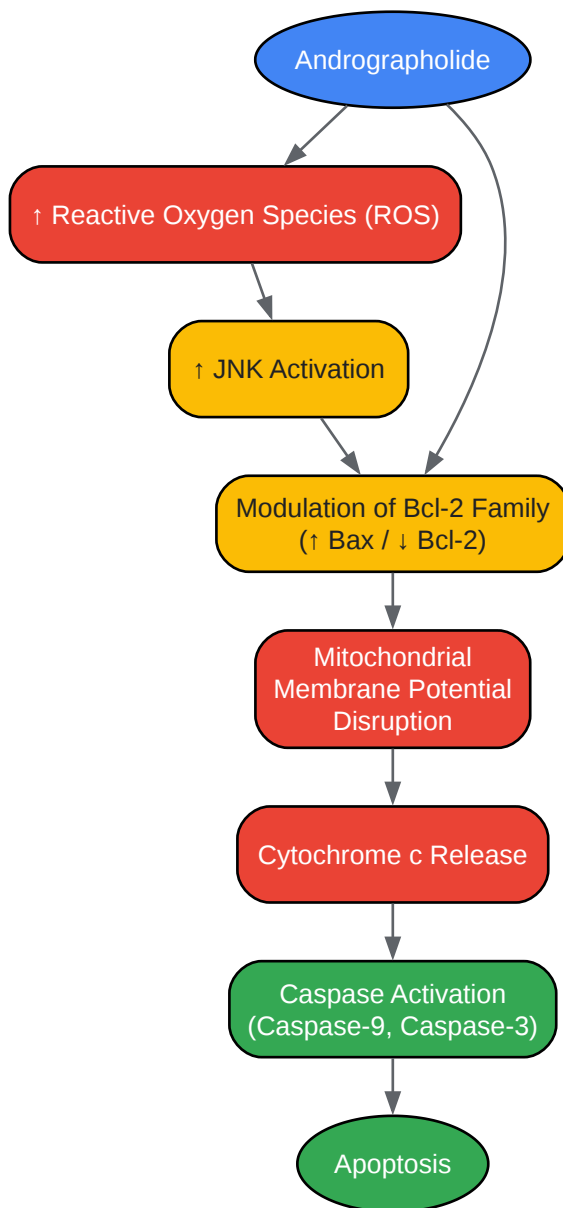 Andrographolide
↑ Reactive Oxygen Species (ROS)
↑ JNK Activation
Modulation of Bcl-2 Family
(↑ Bax / ↓ Bcl-2)
Mitochondrial
Membrane Potential
Disruption
Cytochrome c Release
Caspase Activation
(Caspase-9, Caspase-3)
Apoptosis